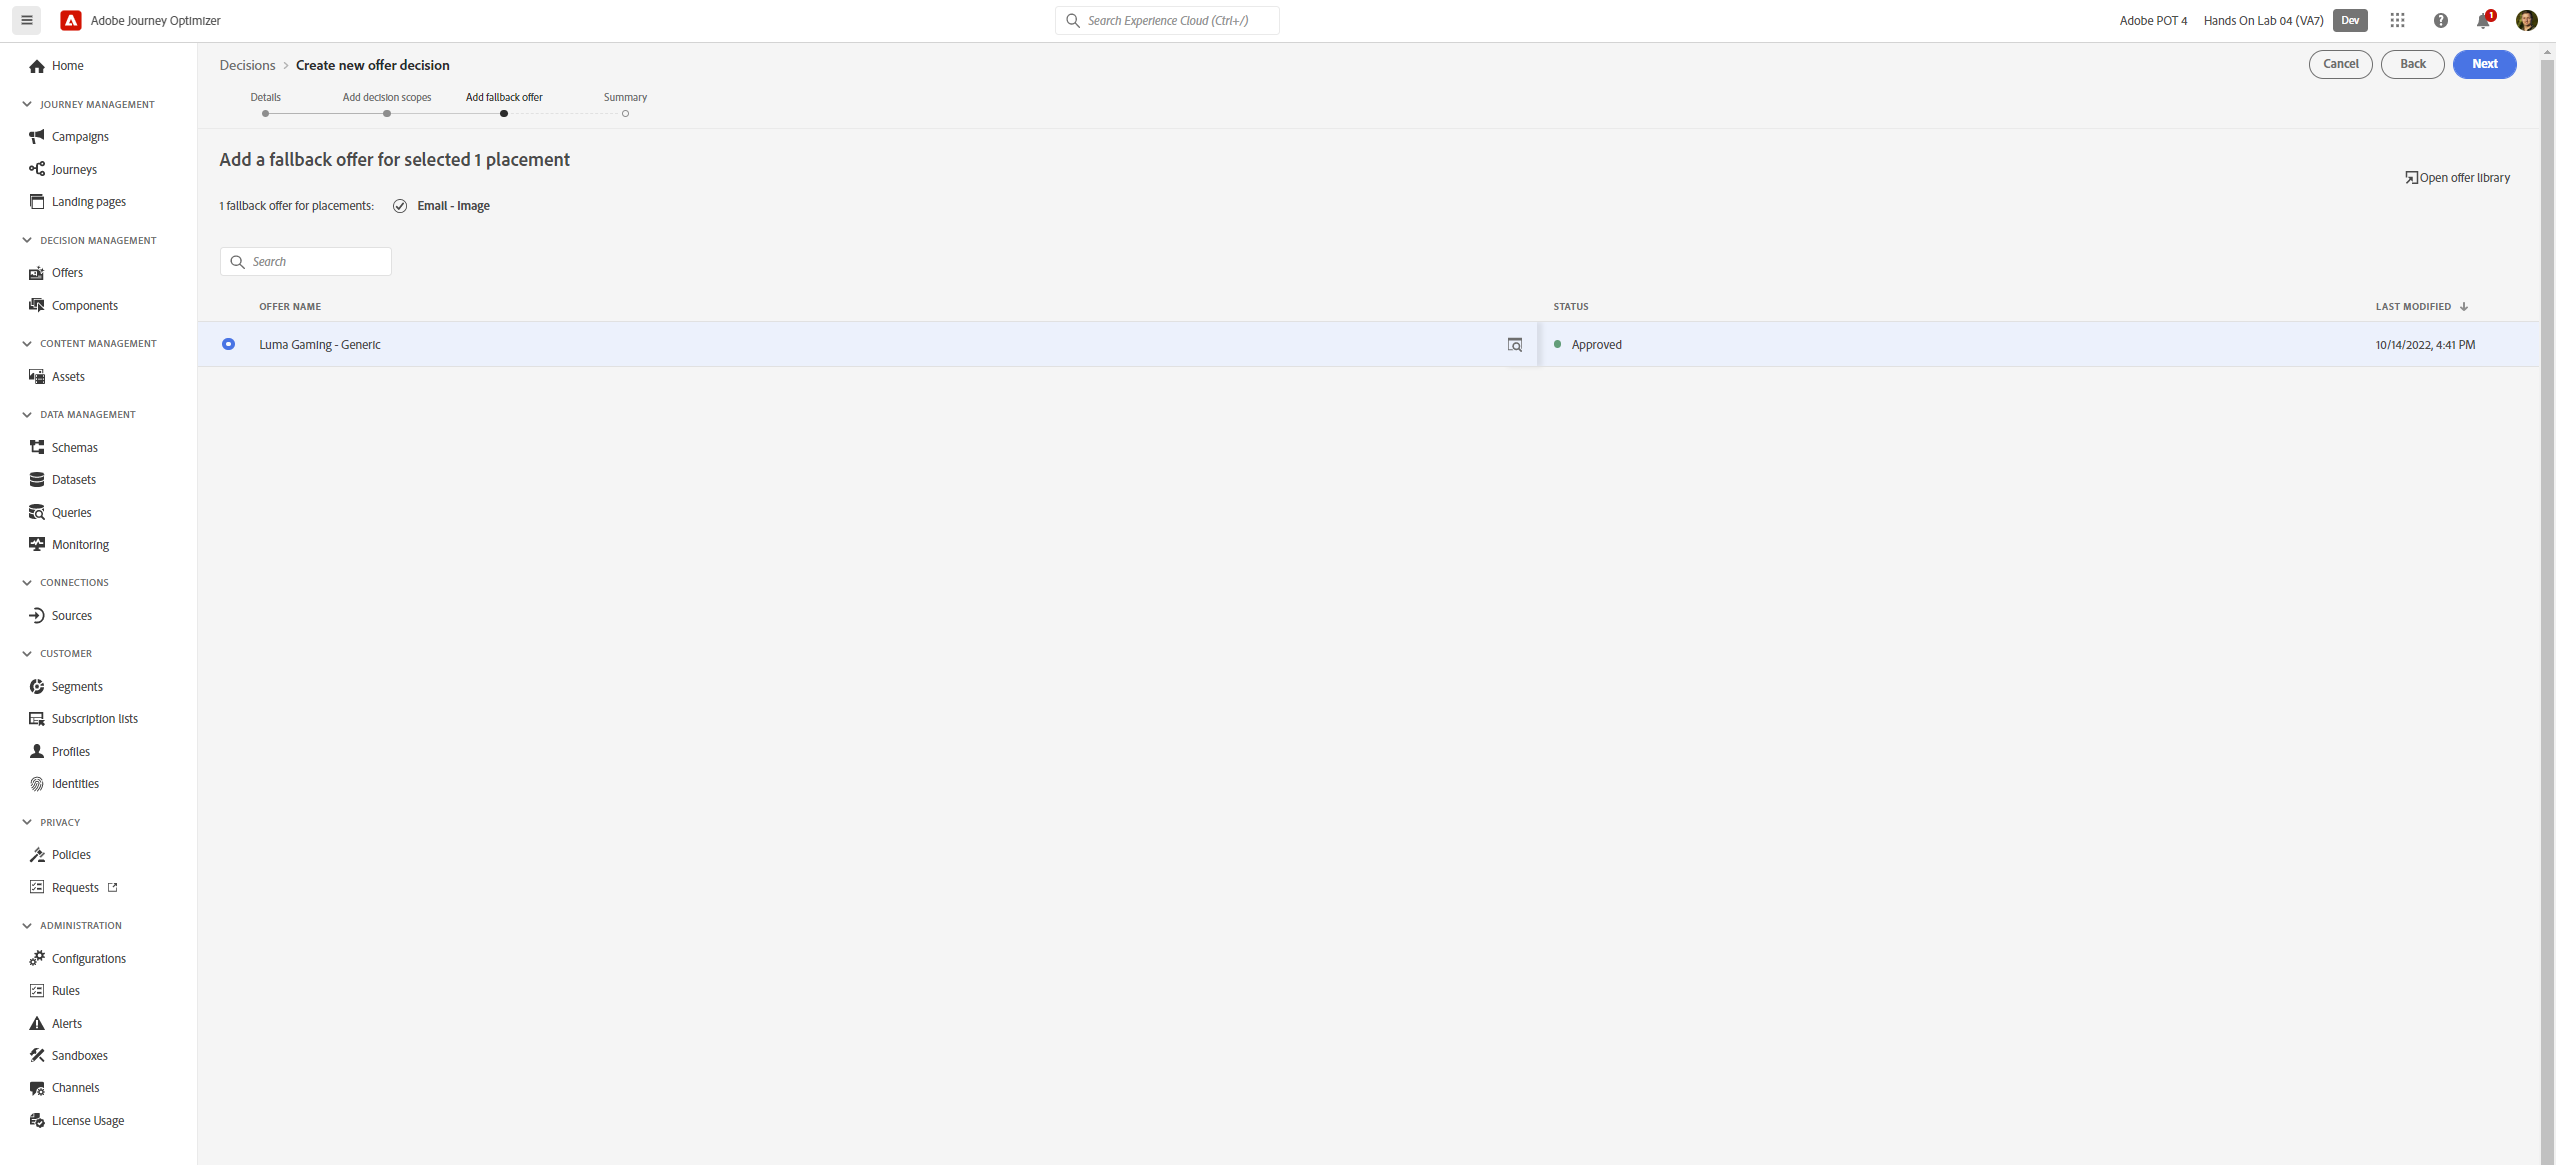 Adobe Journey Optimizer
Search Experience Cloud (Ctrl+/)
Adobe POT 4
Hands On Lab 04 (VA7)
Dev
1
Home
JOURNEY MANAGEMENT
Campaigns
Journeys
Landing pages
DECISION MANAGEMENT
Offers
Components
CONTENT MANAGEMENT
Assets
DATA MANAGEMENT
Schemas
Datasets
Queries
Monitoring
CONNECTIONS
Sources
CUSTOMER
Segments
Subscription lists
Profiles
Identities
PRIVACY
Policies
Requests
ADMINISTRATION
Configurations
Rules
Alerts
Sandboxes
Channels
License Usage
Decisions > Create new offer decision
Cancel
Back
Next
Details
Add decision scopes
Add fallback offer
Summary
Add a fallback offer for selected 1 placement
Open offer library
1 fallback offer for placements: Email - Image
Search
OFFER NAME STATUS LAST MODIFIED
Luma Gaming - Generic Approved 10/14/2022, 4:41 PM